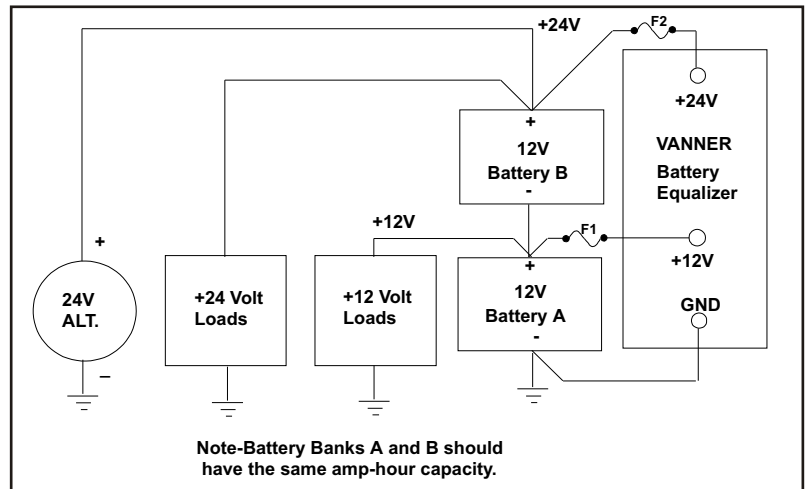 +24V
F2
+24V
+
12V
Battery B
-
VANNER
Battery
Equalizer
+12V
F1
+12V
+
24V
ALT.
–
+24 Volt
Loads
+12 Volt
Loads
+
12V
Battery A
-
GND
Note-Battery Banks A and B should
have the same amp-hour capacity.